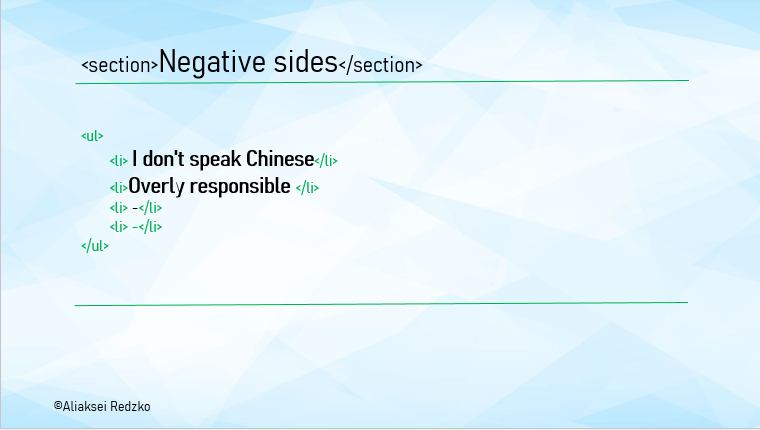 <section>Negative sides</section>
<ul>
<li> I don't speak Chinese</li>
<li>Overly responsible </li>
<li> -</li>
<li> -</li>
</ul>
©Aliaksei Redzko